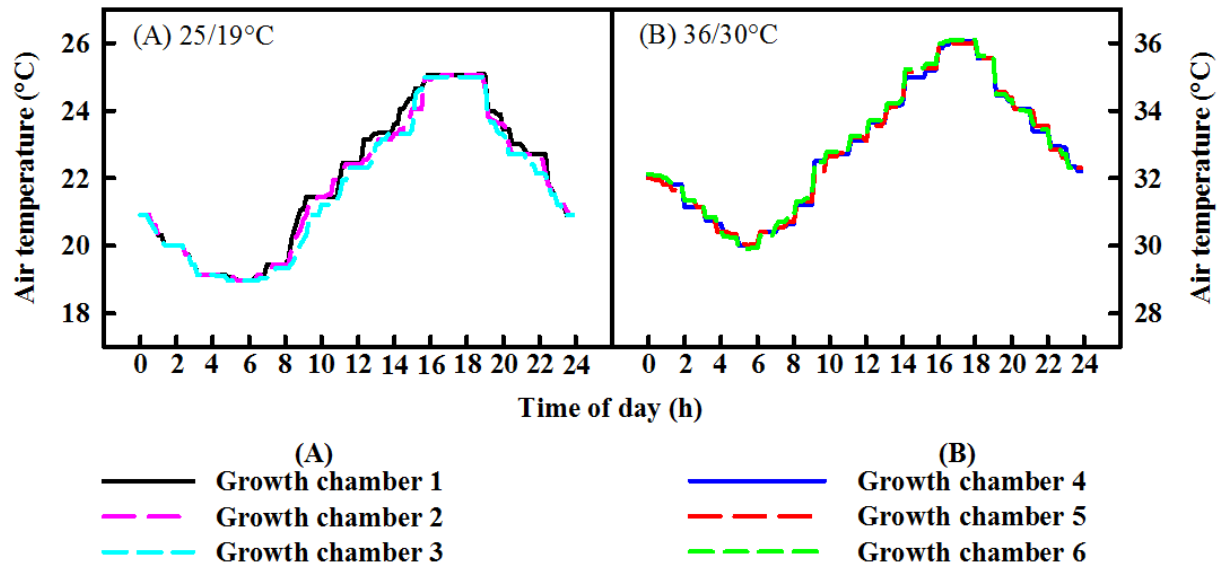 (A) 25/19°C
(B) 36/30°C
26
24
22
20
18
Air temperature (°C)
36
34
32
30
28
Air temperature (°C)
0 2 4 6 8 10 12 14 16 18 20 22 24
0 2 4 6 8 10 12 14 16 18 20 22 24
Time of day (h)
(A)
Growth chamber 1
Growth chamber 2
Growth chamber 3
(B)
Growth chamber 4
Growth chamber 5
Growth chamber 6